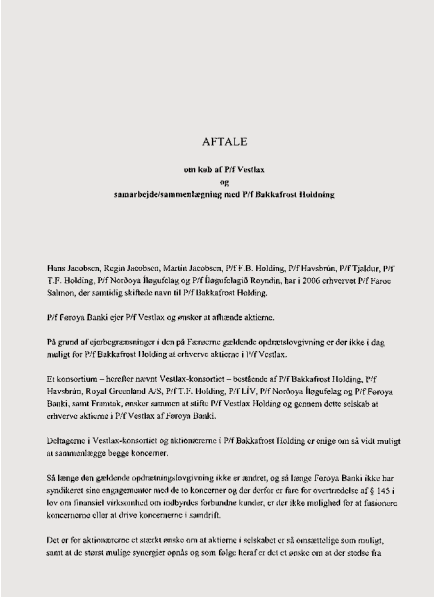 AFTALE
om køb af P/f Vestlax
og
samarbejde/sammenlægning med P/f Bakkafrost Holdning
Hans Jacobsen, Regin Jacobsen, Martin Jacobsen, P/f F.B. Holding, P/f Havsbrún, P/f Tjaldur, P/f
T.F. Holding, P/f Norðoya Íløgufelag og P/f Íløgufelagið Royndin, har i 2006 erhvervet P/f Faroe
Salmon, der samtidig skiftede navn til P/f Bakkafrost Holding.
P/f Føroya Banki ejer P/f Vestlax og ønsker at afhænde aktierne.
På grund af ejerbegrænsninger i den på Færøerne gældende opdrætslovgivning er der ikke i dag
muligt for P/f Bakkafrost Holding at erhverve aktierne i P/f Vestlax.
Et konsortium – herefter nævnt Vestlax-konsortiet – bestående af P/f Bakkafrost Holding, P/f
Havsbrún, Royal Greenland A/S, P/f T.F. Holding, P/f LÍV, P/f Norðoya Íløgufelag og P/f Føroya
Banki, samt Framtak, ønsker sammen at stifte P/f Vestlax Holding og gennem dette selskab at
erhverve aktierne i P/f Vestlax af Føroya Banki.
Deltagerne i Vestlax-konsortiet og aktionærerne i P/f Bakkafrost Holding er enige om så vidt muligt
at sammenlægge begge koncerner.
Så længe den gældende opdrætningslovgivning ikke er ændret, og så længe Føroya Banki ikke har
syndikeret sine engagementer med de to koncerner og der derfor er fare for overtrædelse af § 145 i
lov om finansiel virksomhed om indbyrdes forbundne kunder, er der ikke mulighed for at fusionere
koncernerne eller at drive koncernerne i samdrift.
Det er for aktionærerne et stærkt ønske om at aktierne i selskabet er så omsættelige som muligt,
samt at de størst mulige synergier opnås og som følge heraf er det et ønske om at der stedse fra